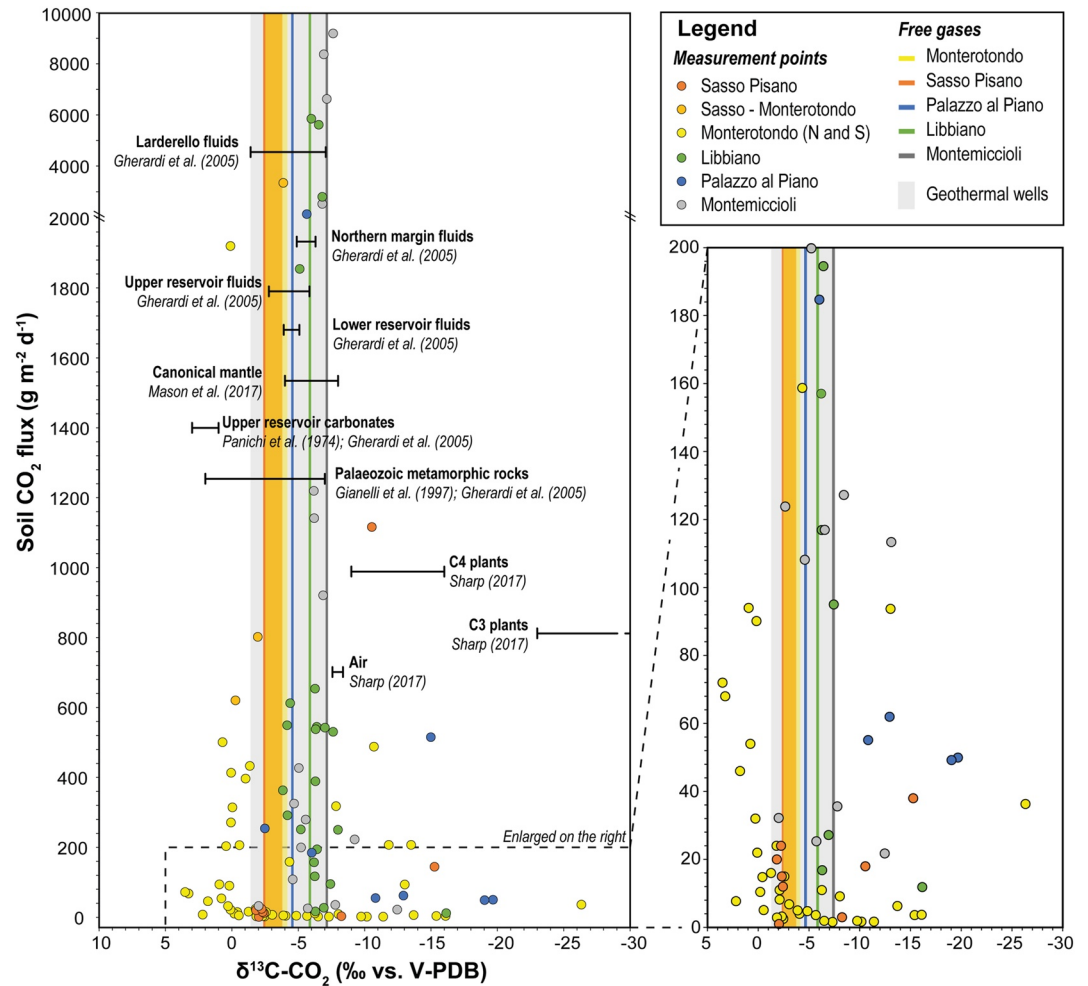 10000
8000
6000
4000
2000
1800
1600
1400
1200
1000
800
600
400
200
0
10
5
0
-5
-10
-15
-20
-25
-30
Soil CO₂ flux (g m⁻² d⁻¹)
δ¹³C-CO₂ (‰ vs. V-PDB)
Larderello fluids
Gherardi et al. (2005)
Northern margin fluids
Gherardi et al. (2005)
Upper reservoir fluids
Gherardi et al. (2005)
Lower reservoir fluids
Gherardi et al. (2005)
Canonical mantle
Mason et al. (2017)
Upper reservoir carbonates
Panichi et al. (1974); Gherardi et al. (2005)
Palaeozoic metamorphic rocks
Gianelli et al. (1997); Gherardi et al. (2005)
C4 plants
Sharp (2017)
C3 plants
Sharp (2017)
Air
Sharp (2017)
Enlarged on the right
Legend
Measurement points
Sasso Pisano
Sasso - Monterotondo
Monterotondo (N and S)
Libbiano
Palazzo al Piano
Montemiccioli
Free gases
Monterotondo
Sasso Pisano
Palazzo al Piano
Libbiano
Montemiccioli
Geothermal wells
200
180
160
140
120
100
80
60
40
20
0
5
0
-5
-10
-15
-20
-25
-30